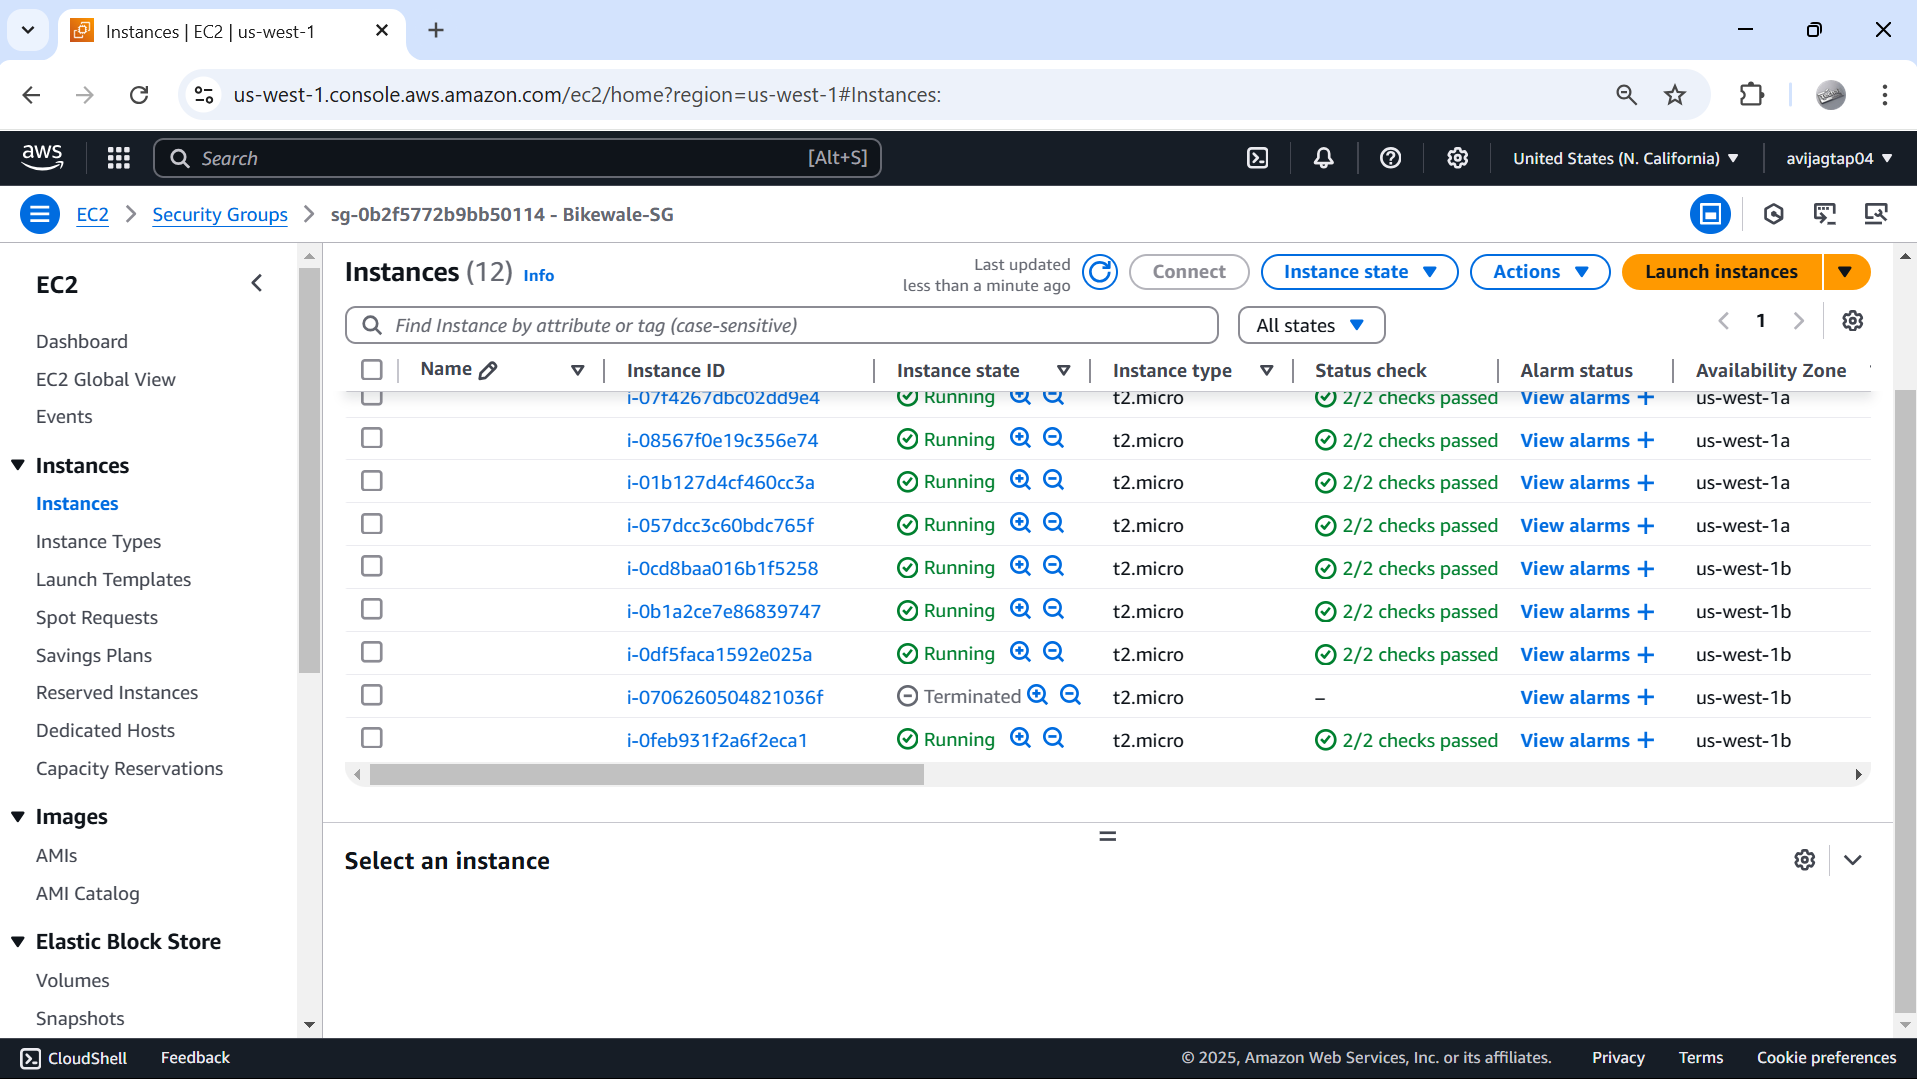 Instances | EC2 | us-west-1
us-west-1.console.aws.amazon.com/ec2/home?region=us-west-1#Instances:
aws
Search
[Alt+S]
United States (N. California)
avijagtap04
EC2 > Security Groups > sg-0b2f5772b9bb50114 - Bikewale-SG
EC2
Dashboard
EC2 Global View
Events
Instances
Instances
Instance Types
Launch Templates
Spot Requests
Savings Plans
Reserved Instances
Dedicated Hosts
Capacity Reservations
Images
AMIs
AMI Catalog
Elastic Block Store
Volumes
Snapshots
Instances (12) Info
Last updated
less than a minute ago
Connect
Instance state
Actions
Launch instances
Find Instance by attribute or tag (case-sensitive)
All states
1
Name Instance ID Instance state Instance type Status check Alarm status Availability Zone
i-07f4267dbc02dd9e4 Running t2.micro 2/2 checks passed View alarms + us-west-1a
i-08567f0e19c356e74 Running t2.micro 2/2 checks passed View alarms + us-west-1a
i-01b127d4cf460cc3a Running t2.micro 2/2 checks passed View alarms + us-west-1a
i-057dcc3c60bdc765f Running t2.micro 2/2 checks passed View alarms + us-west-1a
i-0cd8baa016b1f5258 Running t2.micro 2/2 checks passed View alarms + us-west-1b
i-0b1a2ce7e86839747 Running t2.micro 2/2 checks passed View alarms + us-west-1b
i-0df5faca1592e025a Running t2.micro 2/2 checks passed View alarms + us-west-1b
i-0706260504821036f Terminated t2.micro – View alarms + us-west-1b
i-0feb931f2a6f2eca1 Running t2.micro 2/2 checks passed View alarms + us-west-1b
Select an instance
CloudShell
Feedback
© 2025, Amazon Web Services, Inc. or its affiliates.
Privacy
Terms
Cookie preferences